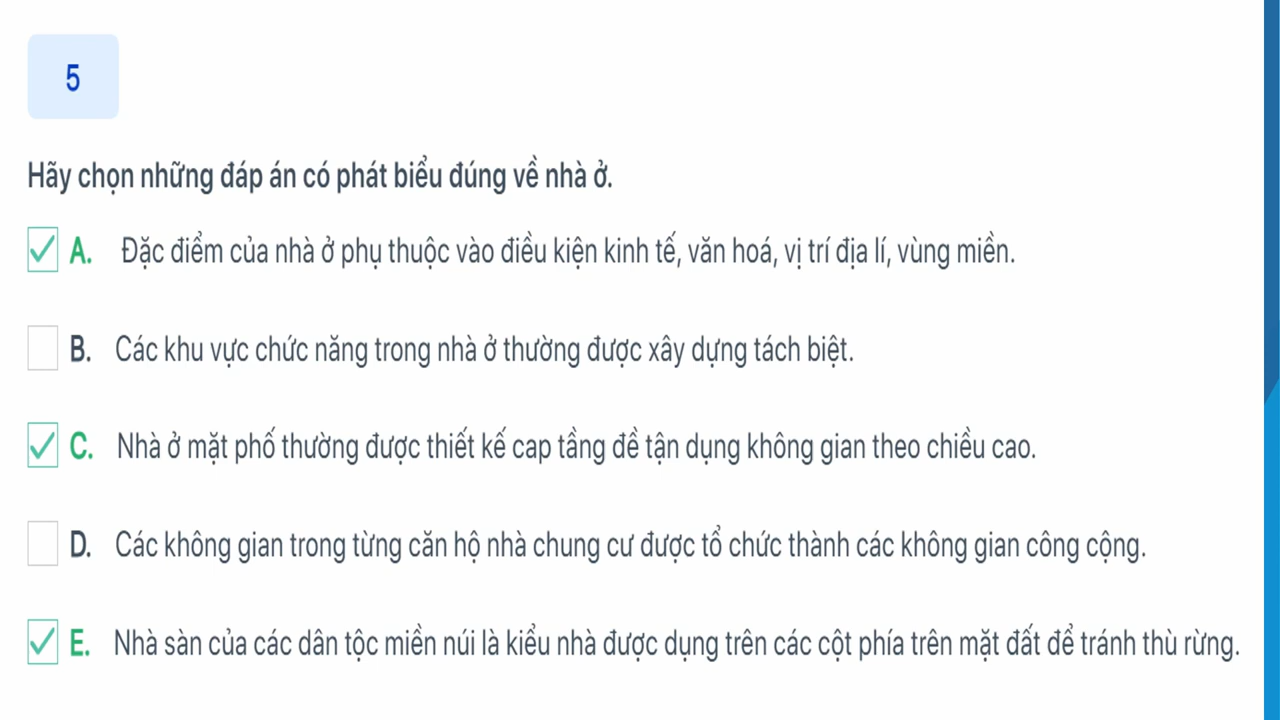 5
Hãy chọn những đáp án có phát biểu đúng về nhà ở.
A. Đặc điểm của nhà ở phụ thuộc vào điều kiện kinh tế, văn hoá, vị trí địa lí, vùng miền.
B. Các khu vực chức năng trong nhà ở thường được xây dựng tách biệt.
C. Nhà ở mặt phố thường được thiết kế cap tầng đề tận dụng không gian theo chiều cao.
D. Các không gian trong từng căn hộ nhà chung cư được tổ chức thành các không gian công cộng.
E. Nhà sàn của các dân tộc miền núi là kiểu nhà được dụng trên các cột phía trên mặt đất để tránh thù rừng.